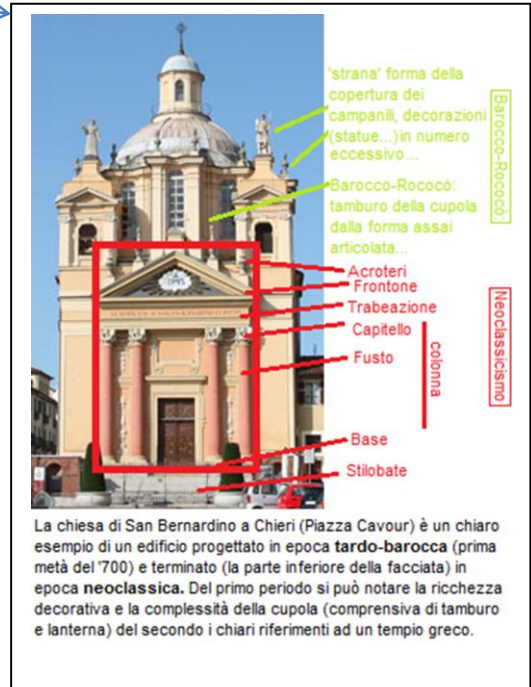 'strana' forma della
copertura dei
campanili, decorazioni
(statue...)in numero
eccessivo...
Barocco-Rococó:
tamburo della cupola
dalla forma assai
articolata...
Barocco-Rococó:
Acroteri
Frontone
Trabeazione
Capitello
Fusto
colonna
Neoclassicismo
Base
Stilobate
La chiesa di San Bernardino a Chieri (Piazza Cavour) è un chiaro
esempio di un edificio progettato in epoca tardo-barocca (prima
metà del '700) e terminato (la parte inferiore della facciata) in
epoca neoclassica. Del primo periodo si può notare la ricchezza
decorativa e la complessità della cupola (comprensiva di tamburo
e lanterna) del secondo i chiari riferimenti ad un tempio greco.